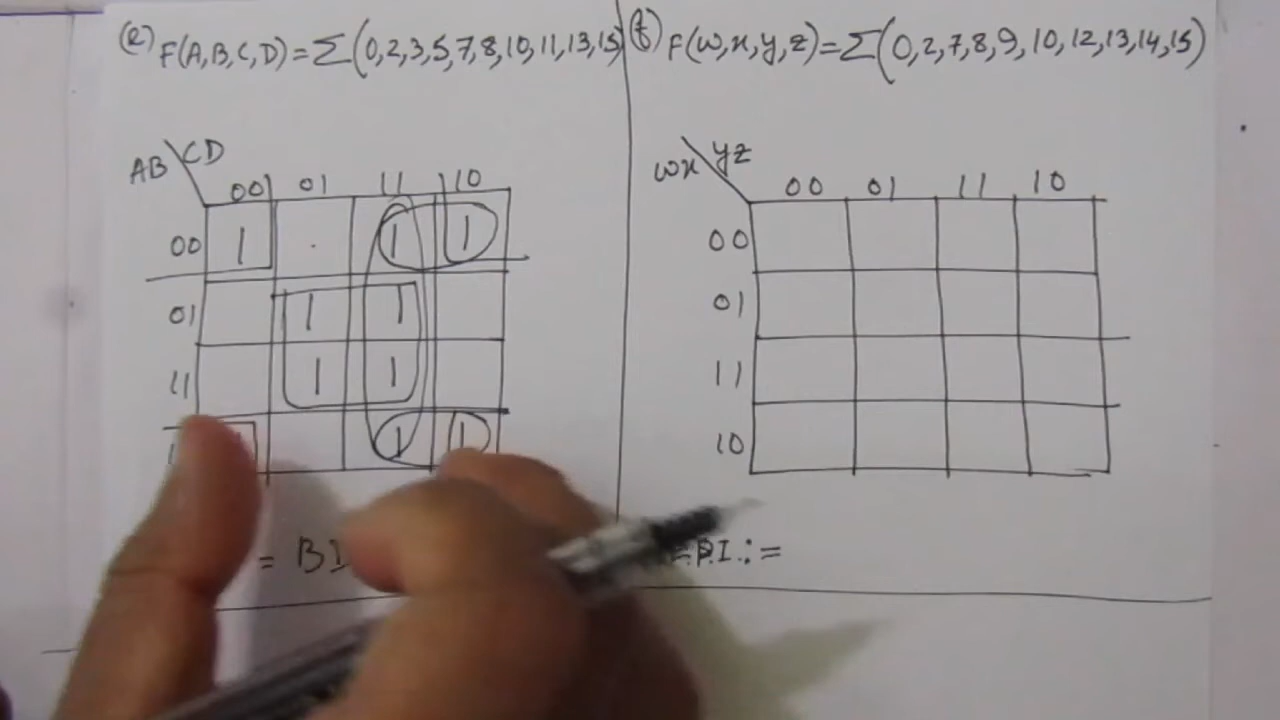 (e) F(A,B,C,D)=∑(0,2,3,5,7,8,10,11,13,15)
(f) F(w,x,y,z)=∑(0,2,7,8,9,10,12,13,14,15)
AB CD
00 01 11 10
00 1 1 1
01 1 1
11 1 1
1 1
= B
wx yz
00 01 11 10
00
01
11
10
P.I.:=